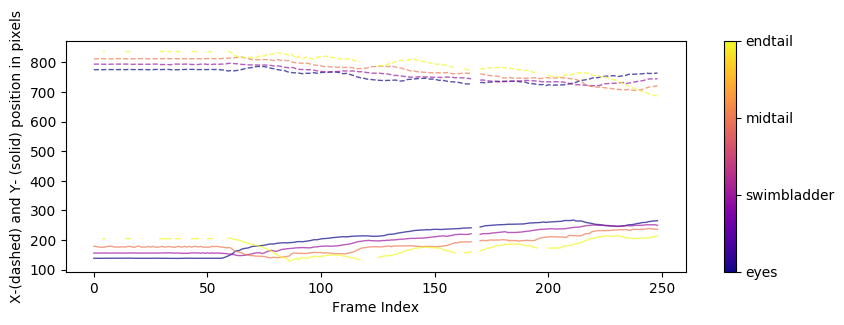 X-(dashed) and Y- (solid) position in pixels
800
700
600
500
400
300
200
100
0
50
100
150
200
250
Frame Index
endtail
midtail
swimbladder
eyes